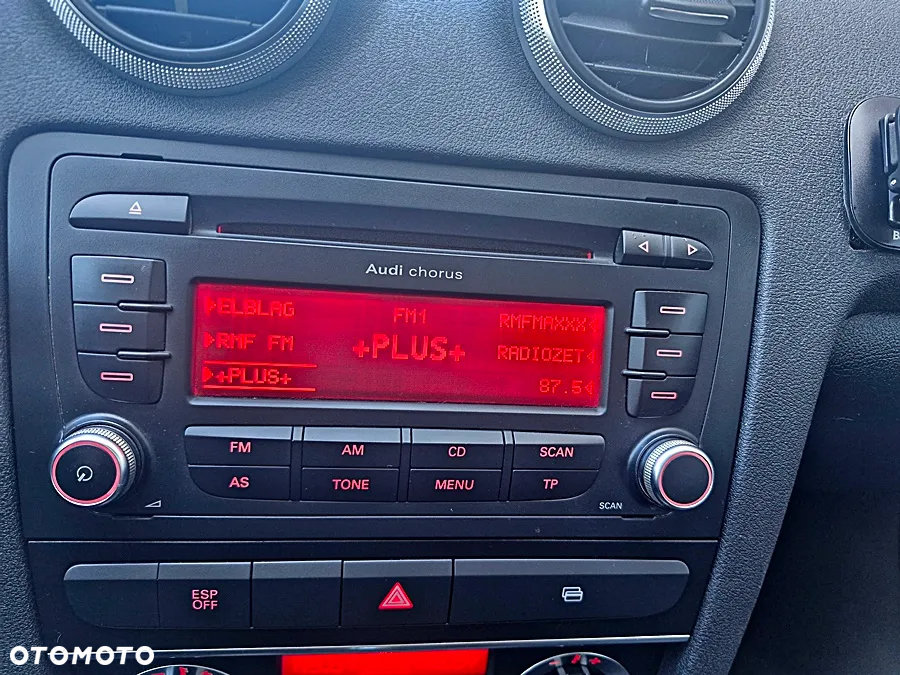 Audi chorus
ELBLAG FM1 RMFMAXXX
RMF FM +PLUS+ RADIOZET
+PLUS+ 87.5
FM AM CD SCAN
AS TONE MENU TP
SCAN
ESP
OFF
OTOMOTO